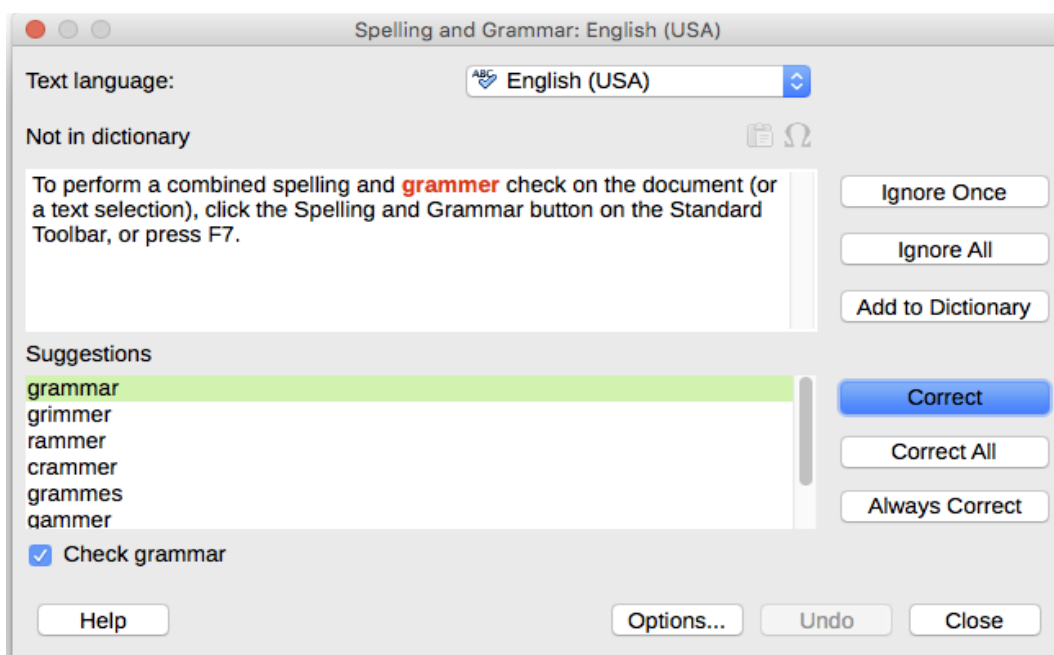 Spelling and Grammar: English (USA)
Text language:
ABC English (USA)
Not in dictionary
Ω
To perform a combined spelling and grammer check on the document (or
a text selection), click the Spelling and Grammar button on the Standard
Toolbar, or press F7.
Ignore Once
Ignore All
Add to Dictionary
Suggestions
grammar
grimmer
rammer
crammer
grammes
gammer
Correct
Correct All
Always Correct
Check grammar
Help
Options...
Undo
Close